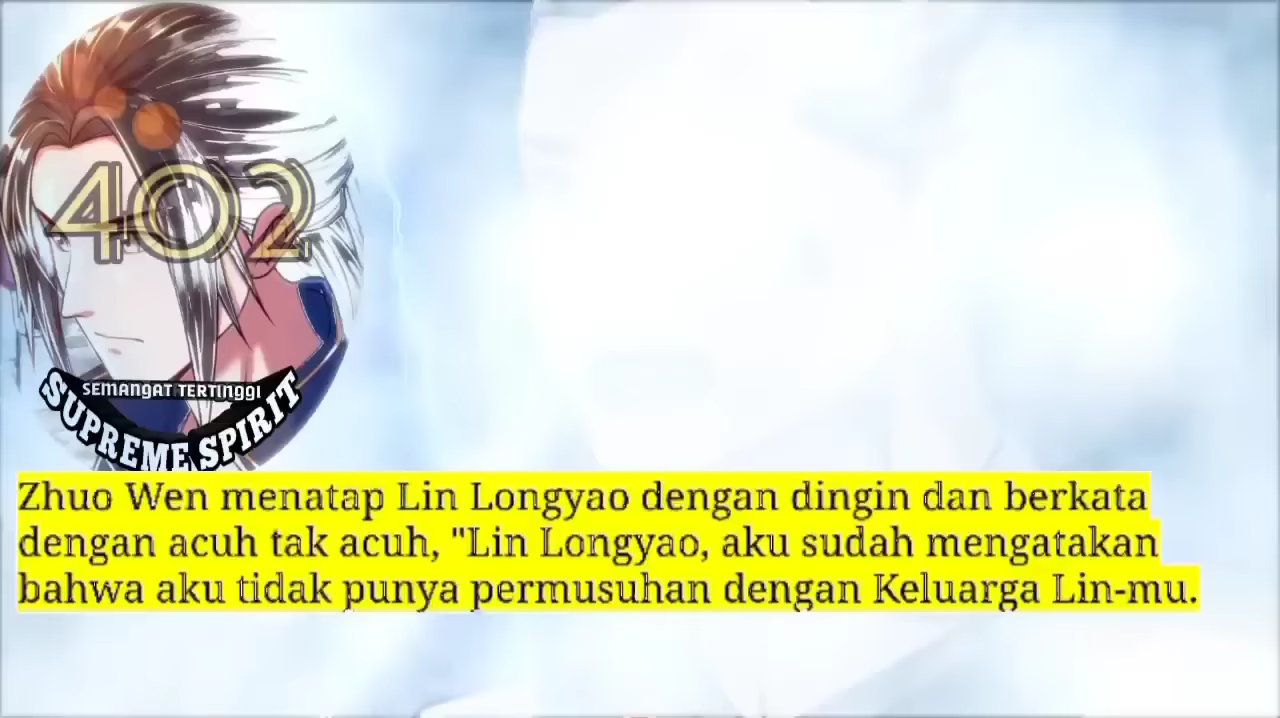 402
SEMANGAT TERTINGGI
SUPREME SPIRIT
Zhuo Wen menatap Lin Longyao dengan dingin dan berkata
dengan acuh tak acuh, "Lin Longyao, aku sudah mengatakan
bahwa aku tidak punya permusuhan dengan Keluarga Lin-mu.